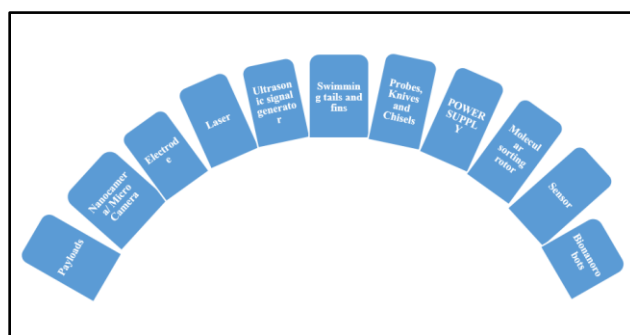 Payloads
Nanocamer
a/ Micro
Camera
Electrod
e
Laser
Ultrason
ic signal
generato
r
Swimmin
g tails and
fins
Probes,
Knives
and
Chisels
POWER
SUPPL
Y
Molecul
ar
sorting
rotor
Sensor
Bionanoro
bots